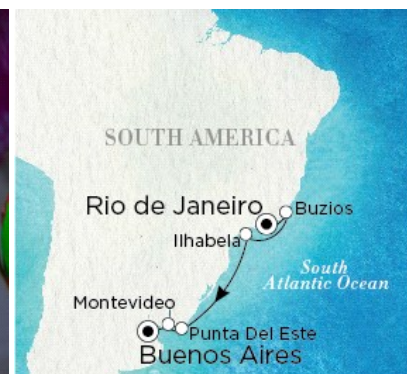 SOUTH AMERICA
Rio de Janeiro
Buzios
Ilhabela
South
Atlantic Ocean
Montevideo
Punta Del Este
Buenos Aires